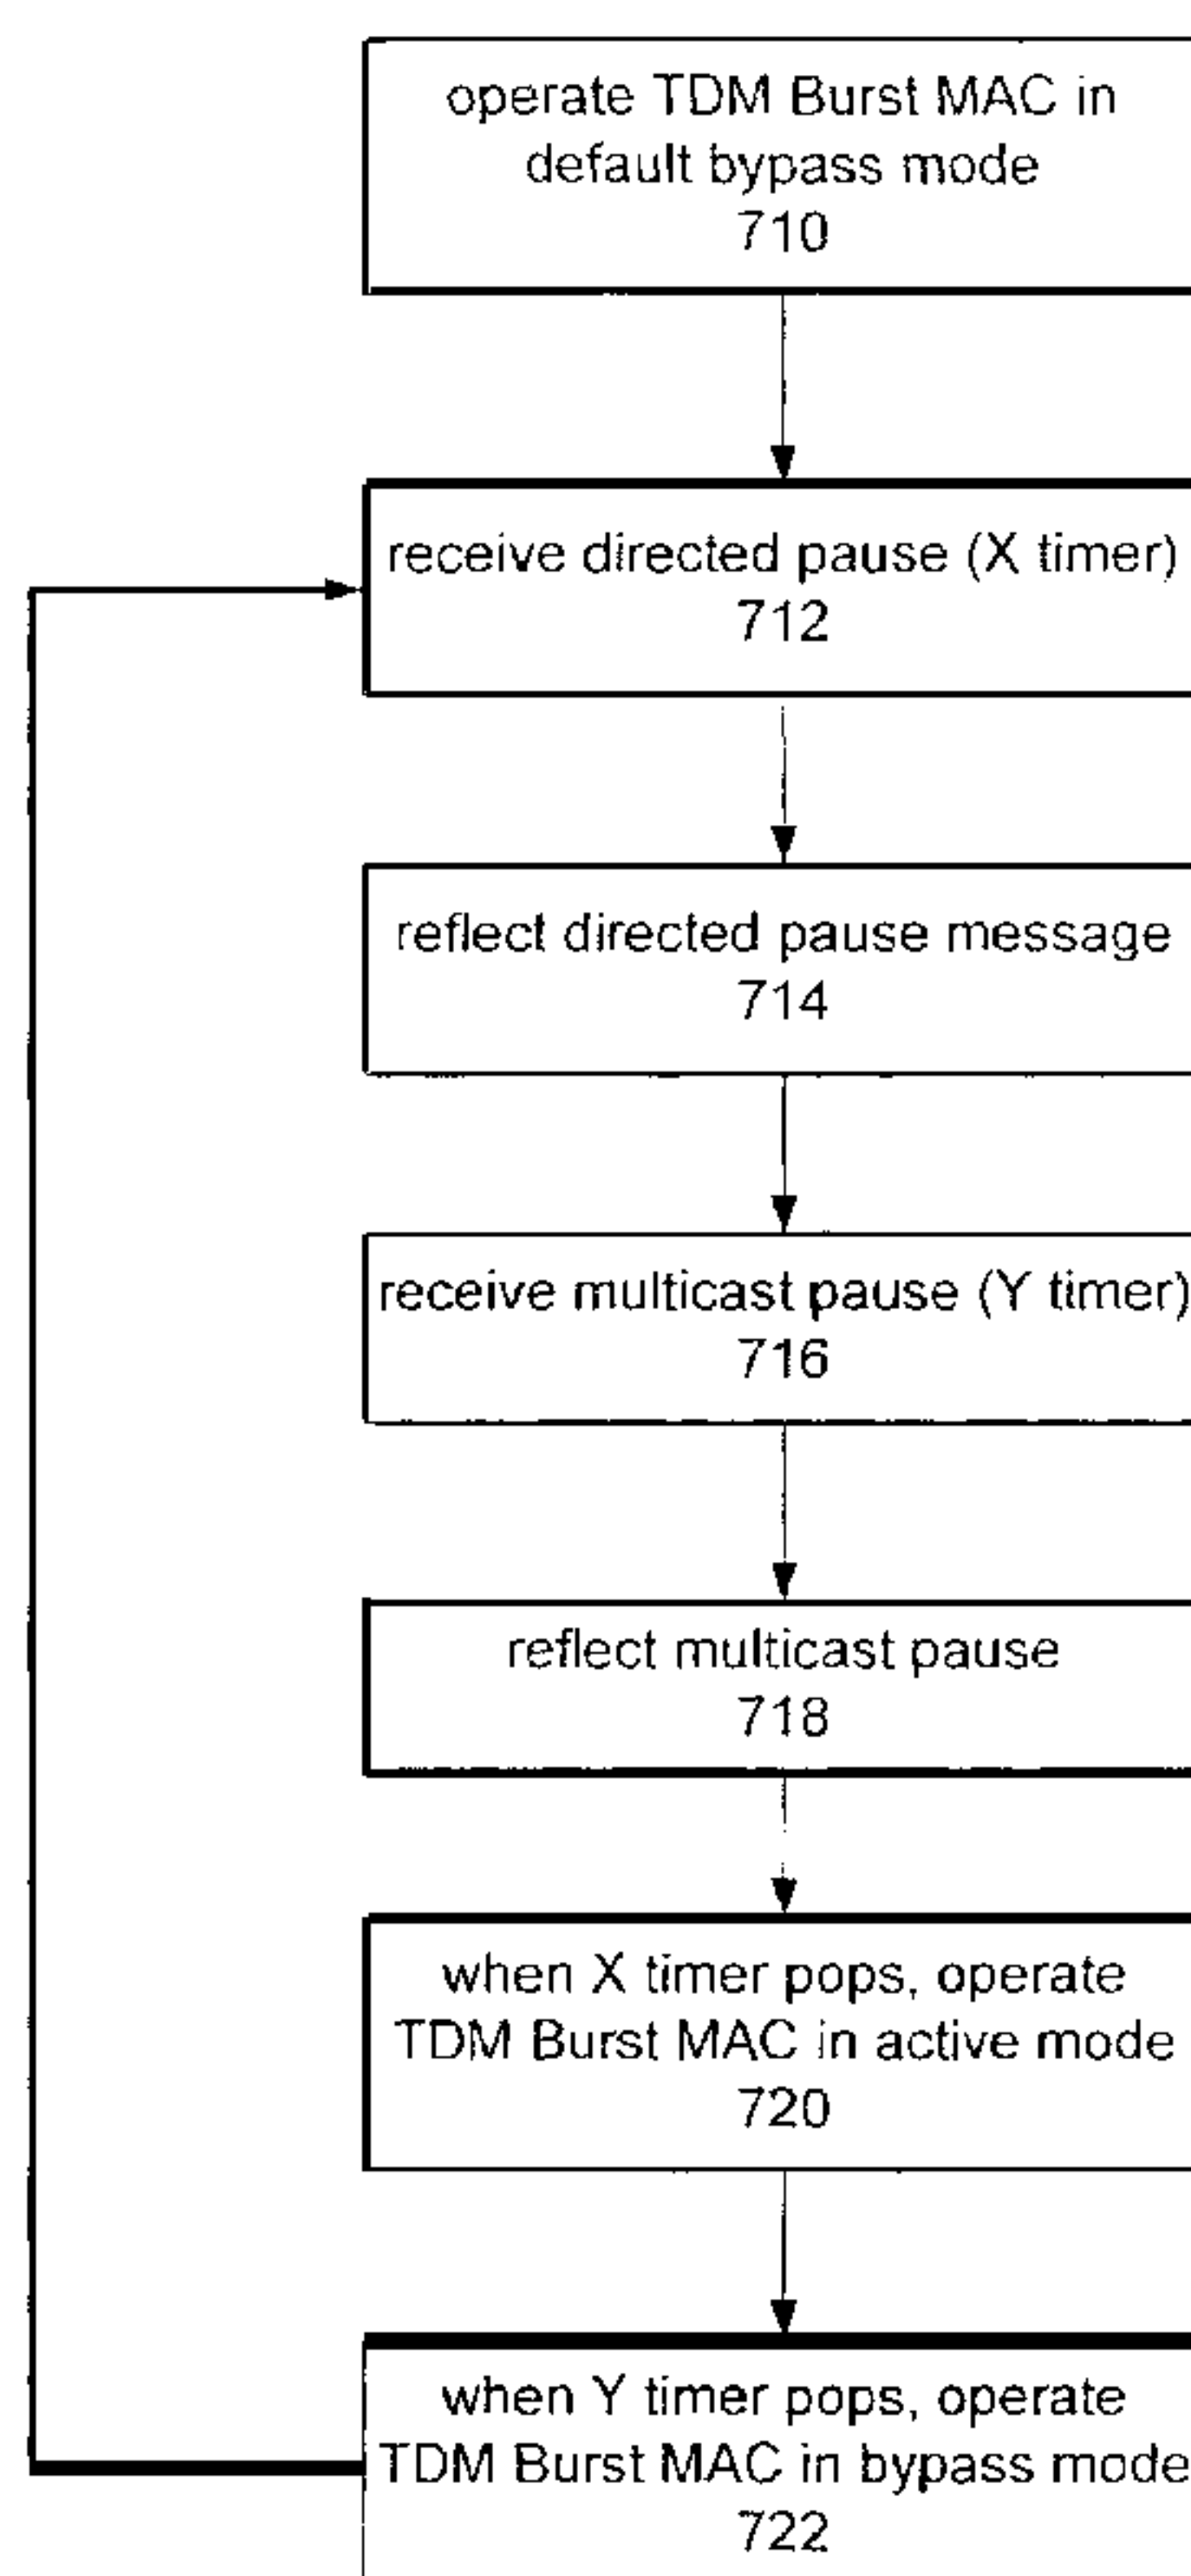 operate TDM Burst MAC in
default bypass mode
710
receive directed pause (X timer)
712
reflect directed pause message
714
receive multicast pause (Y timer)
716
reflect multicast pause
718
when X timer pops, operate
TDM Burst MAC in active mode
720
when Y timer pops, operate
TDM Burst MAC in bypass mode
722